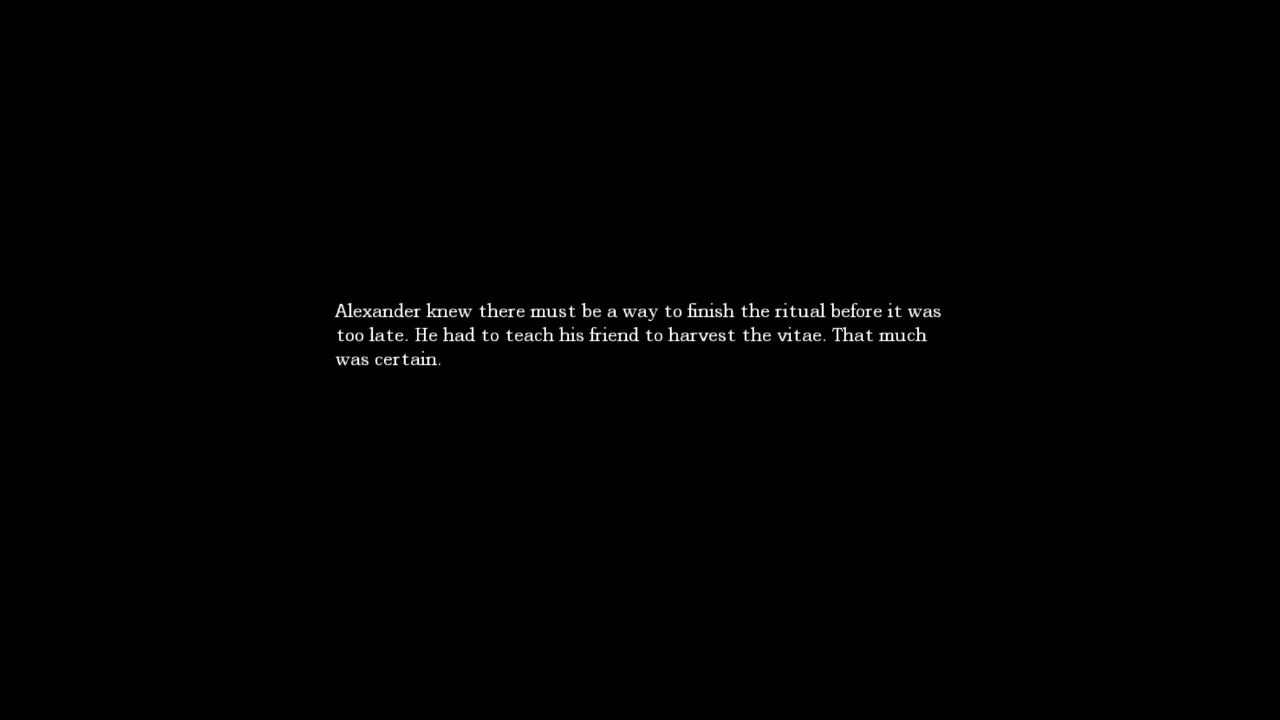 Alexander knew there must be a way to finish the ritual before it was
too late. He had to teach his friend to harvest the vitae. That much
was certain.